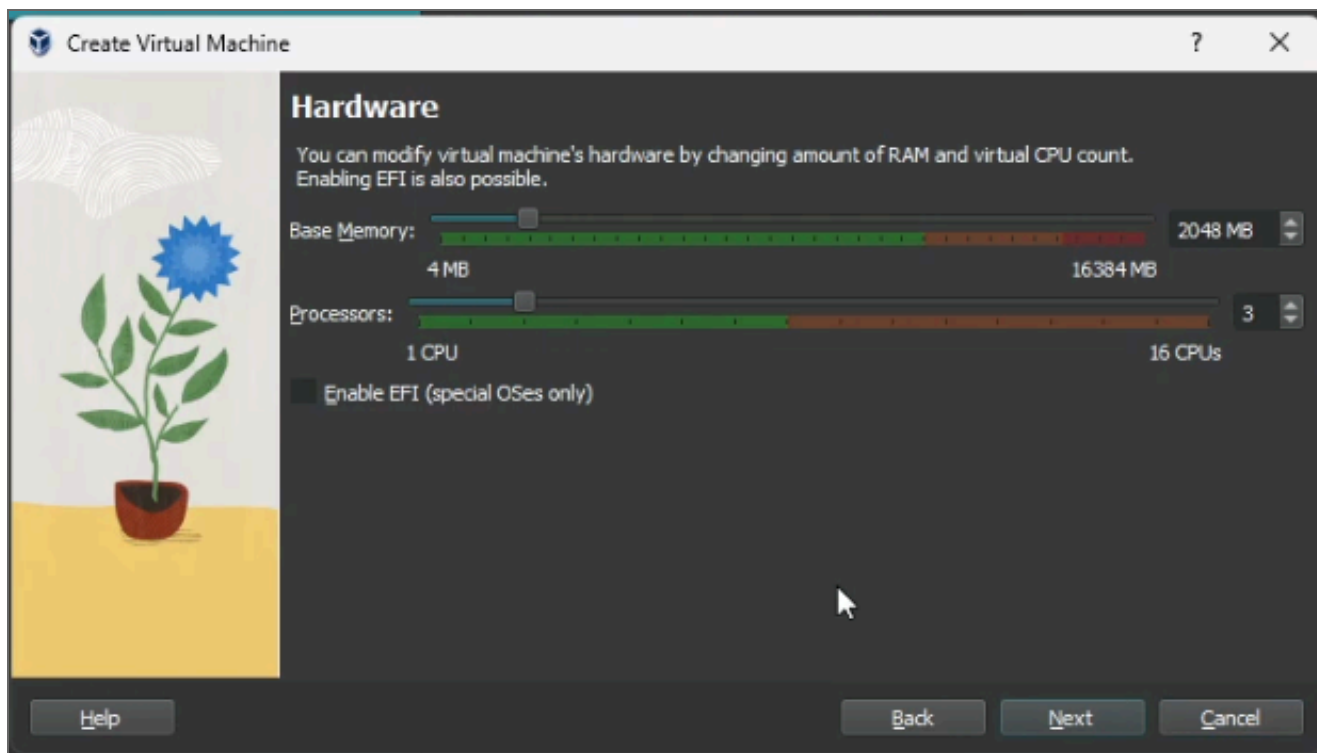 Create Virtual Machine
?
Hardware
You can modify virtual machine's hardware by changing amount of RAM and virtual CPU count.
Enabling EFI is also possible.
Base Memory:
2048 MB
4 MB
16384 MB
Processors:
3
1 CPU
16 CPUs
Enable EFI (special OSes only)
Help
Back
Next
Cancel